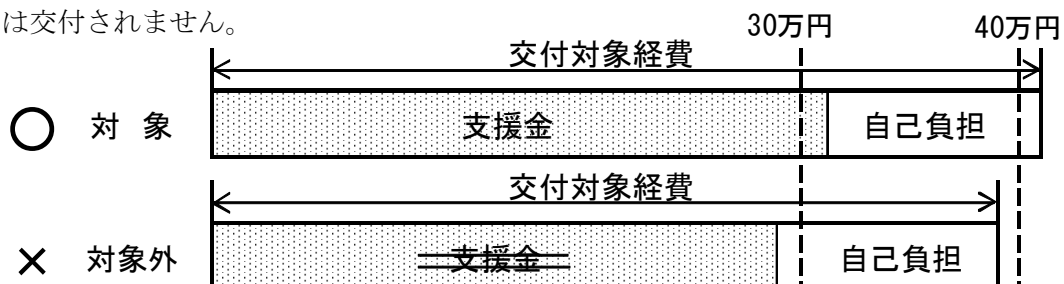 は交付されません。
30万円 40万円
交付対象経費
○ 対 象 支援金 自己負担
交付対象経費
× 対象外 支援金 自己負担